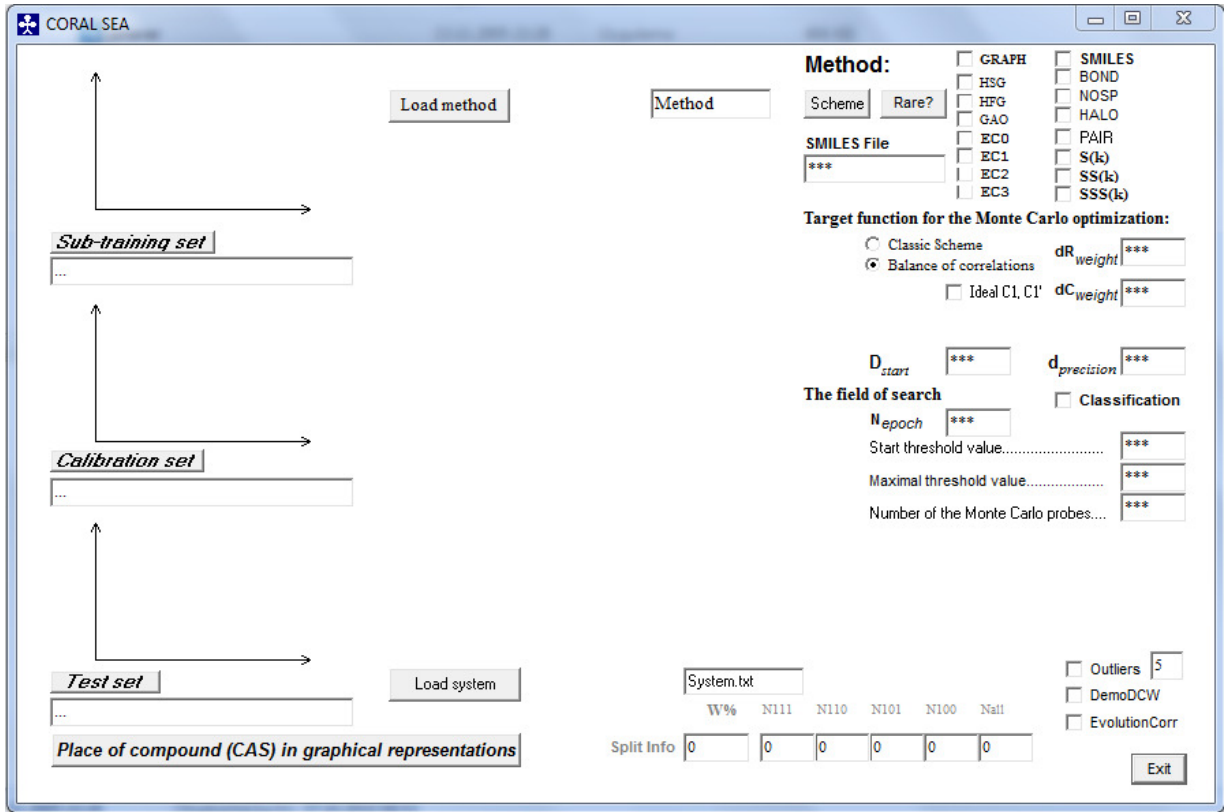 CORAL SEA
Load method
Method
Method:
Scheme
Rare?
SMILES File
***
GRAPH
HSG
HFG
GAO
EC0
EC1
EC2
EC3
SMILES
BOND
NOSP
HALO
PAIR
S(k)
SS(k)
SSS(k)
Target function for the Monte Carlo optimization:
Classic Scheme
Balance of correlations
Ideal C1, C1'
dRweight ***
dCweight ***
Sub-training set
...
Dstart ***
dprecision ***
The field of search
Classification
Nepoch ***
Start threshold value......................... ***
Maximal threshold value................... ***
Number of the Monte Carlo probes.... ***
Calibration set
...
Test set
...
Load system
System.txt
W% N111 N110 N101 N100 Nall
Split Info 0 0 0 0 0 0
Outliers 5
DemoDCW
EvolutionCorr
Place of compound (CAS) in graphical representations
Exit